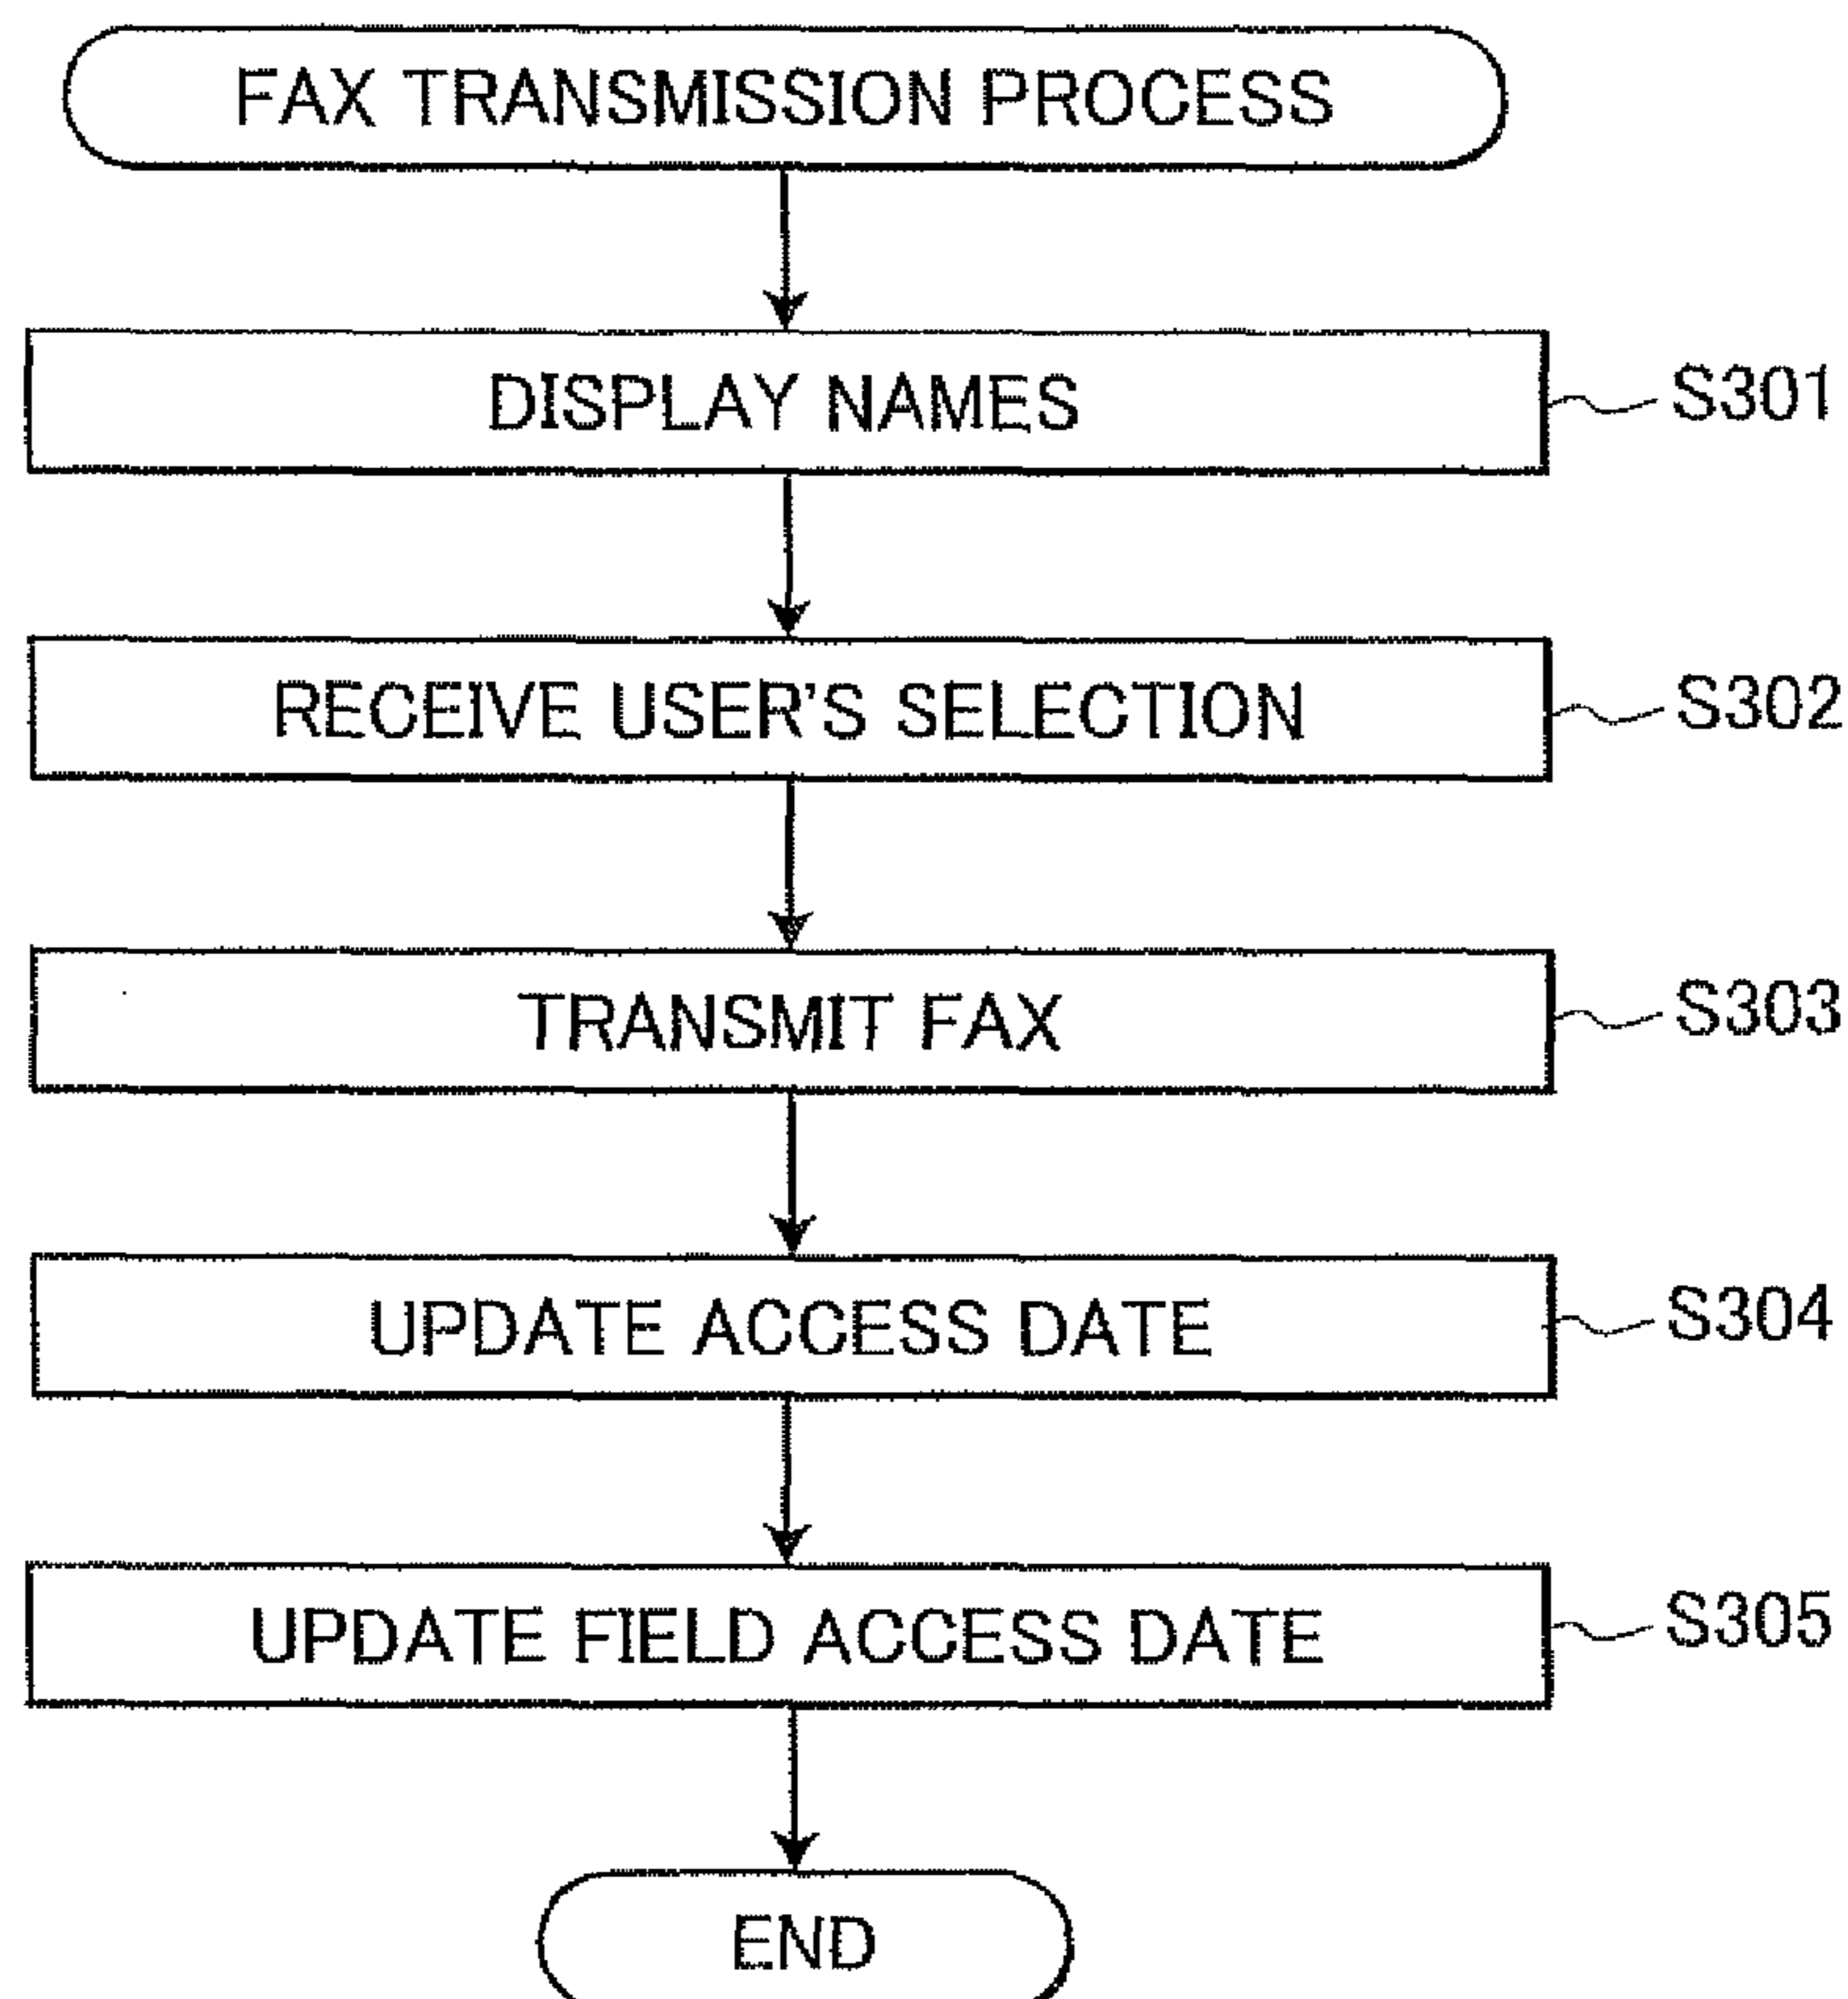 FAX TRANSMISSION PROCESS
DISPLAY NAMES
S301
RECEIVE USER'S SELECTION
S302
TRANSMIT FAX
S303
UPDATE ACCESS DATE
S304
UPDATE FIELD ACCESS DATE
S305
END